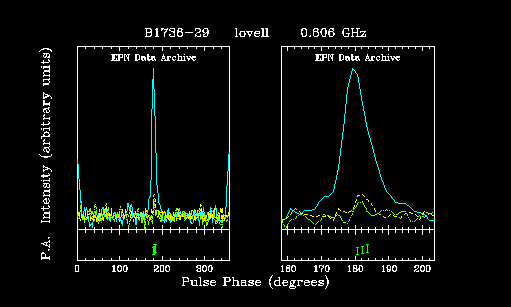 B1736-29 lovell 0.606 GHz
EPN Data Archive EPN Data Archive
P.A. Intensity (arbitrary units)
0 100 200 300 160 170 180 190 200
Pulse Phase (degrees)